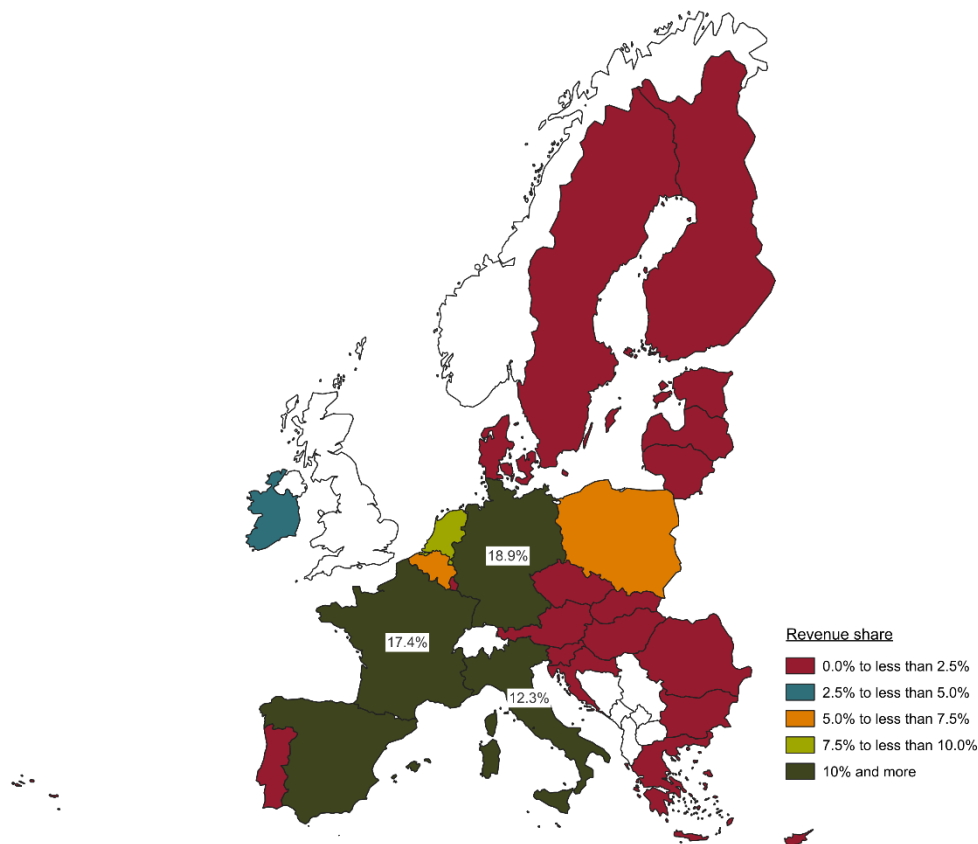 18.9%
17.4%
12.3%
Revenue share
0.0% to less than 2.5%
2.5% to less than 5.0%
5.0% to less than 7.5%
7.5% to less than 10.0%
10% and more